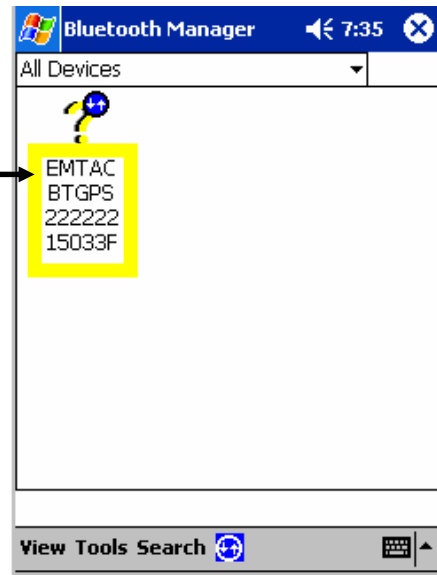 Bluetooth Manager 7:35
All Devices
EMTAC
BTGPS
222222
15033F
View Tools Search